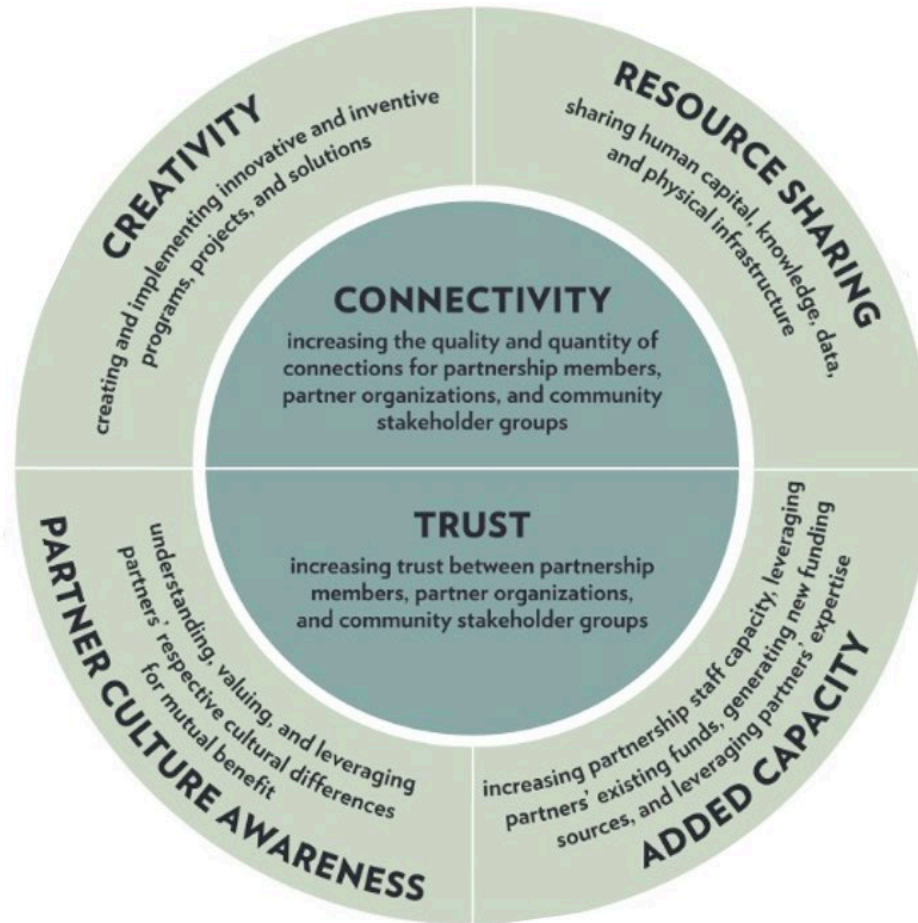 CREATIVITY
creating and implementing innovative and inventive
programs, projects, and solutions
RESOURCE SHARING
sharing human capital, knowledge, data,
and physical infrastructure
CONNECTIVITY
increasing the quality and quantity of
connections for partnership members,
partner organizations, and community
stakeholder groups
TRUST
increasing trust between partnership
members, partner organizations,
and community stakeholder groups
PARTNER CULTURE AWARENESS
understanding, valuing, and leveraging
partners’ respective cultural differences
for mutual benefit
increasing partnership staff capacity, leveraging
partners’ existing funds, generating new funding
sources, and leveraging partners’ expertise
ADDED CAPACITY